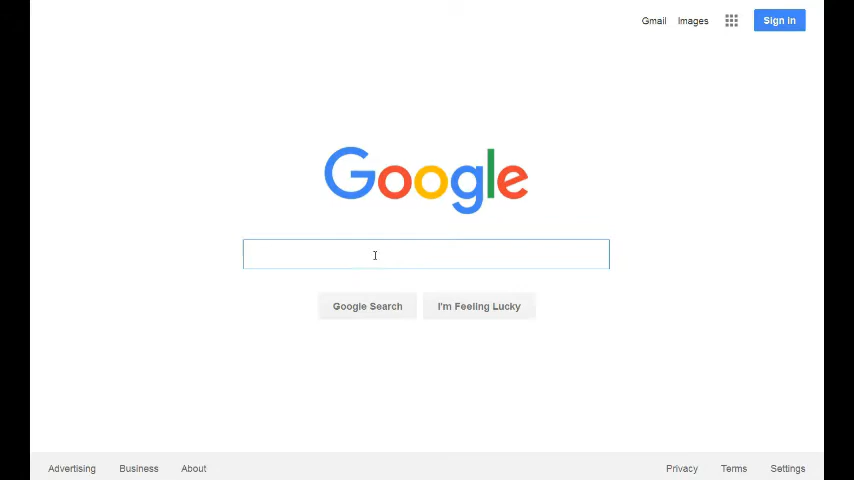 Gmail Images Sign in
Google
Google Search I'm Feeling Lucky
Advertising Business About Privacy Terms Settings